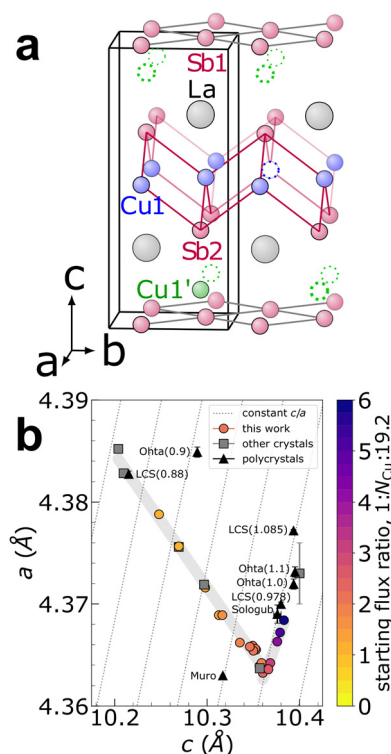 a
Sb1
La
Cu1
Sb2
Cu1'
c
a
b
b
4.39
4.38
4.37
4.36
a (Å)
10.2
10.3
10.4
c (Å)
constant c/a
this work
other crystals
polycrystals
Ohta(0.9)
LCS(0.88)
LCS(1.085)
Ohta(1.1)
Ohta(1.0)
LCS(0.978)
Sologub
Muro
6
5
4
3
2
1
0
starting flux ratio, 1:N_Cu:19.2